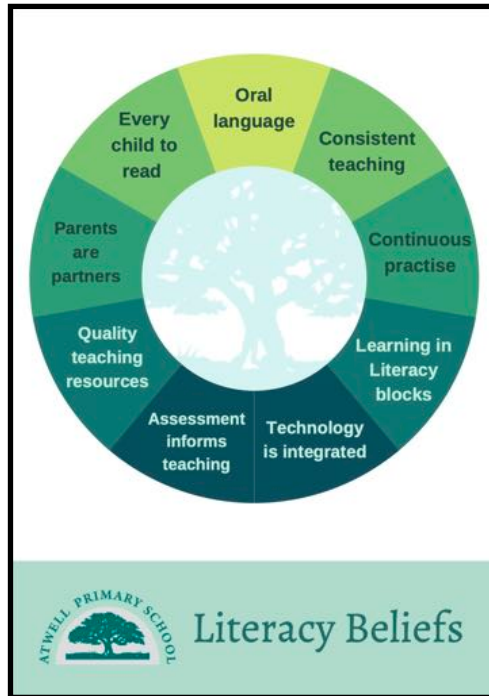 Oral
language
Consistent
teaching
Continuous
practise
Learning in
Literacy
blocks
Technology
is integrated
Assessment
informs
teaching
Quality
teaching
resources
Parents
are
partners
Every
child to
read
ATWELL PRIMARY SCHOOL
Literacy Beliefs